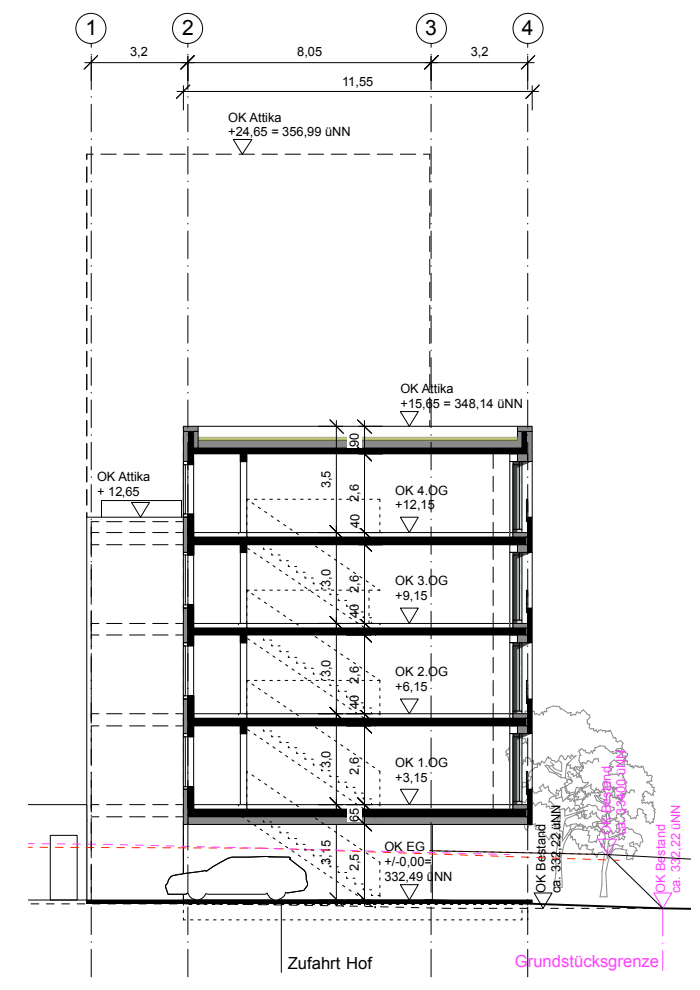 1
2
3
4
3,2
8,05
3,2
11,55
OK Attika
+24,65 = 356,99 üNN
OK Attika
+15,65 = 348,14 üNN
90
OK Attika
+ 12,65
3,5
2,6
OK 4.OG
+12,15
40
3,0
2,6
OK 3.OG
+9,15
40
3,0
2,6
OK 2.OG
+6,15
40
3,0
2,6
OK 1.OG
+3,15
65
3,15
2,5
OK EG
+/-0,00=
332,49 üNN
OK Bestand
ca. 332.22 üNN
OK Bestand
OK Bestand
ca. 332.22 üNN
Zufahrt Hof
Grundstücksgrenze